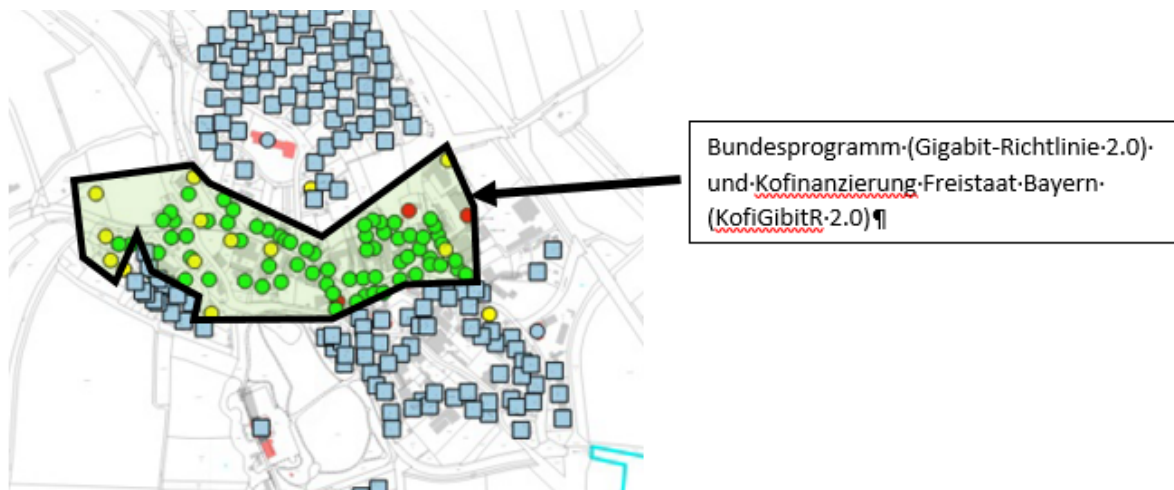 Bundesprogramm·(Gigabit-Richtlinie·2.0)·
und·Kofinanzierung·Freistaat·Bayern·
(KofiGibitR·2.0)¶